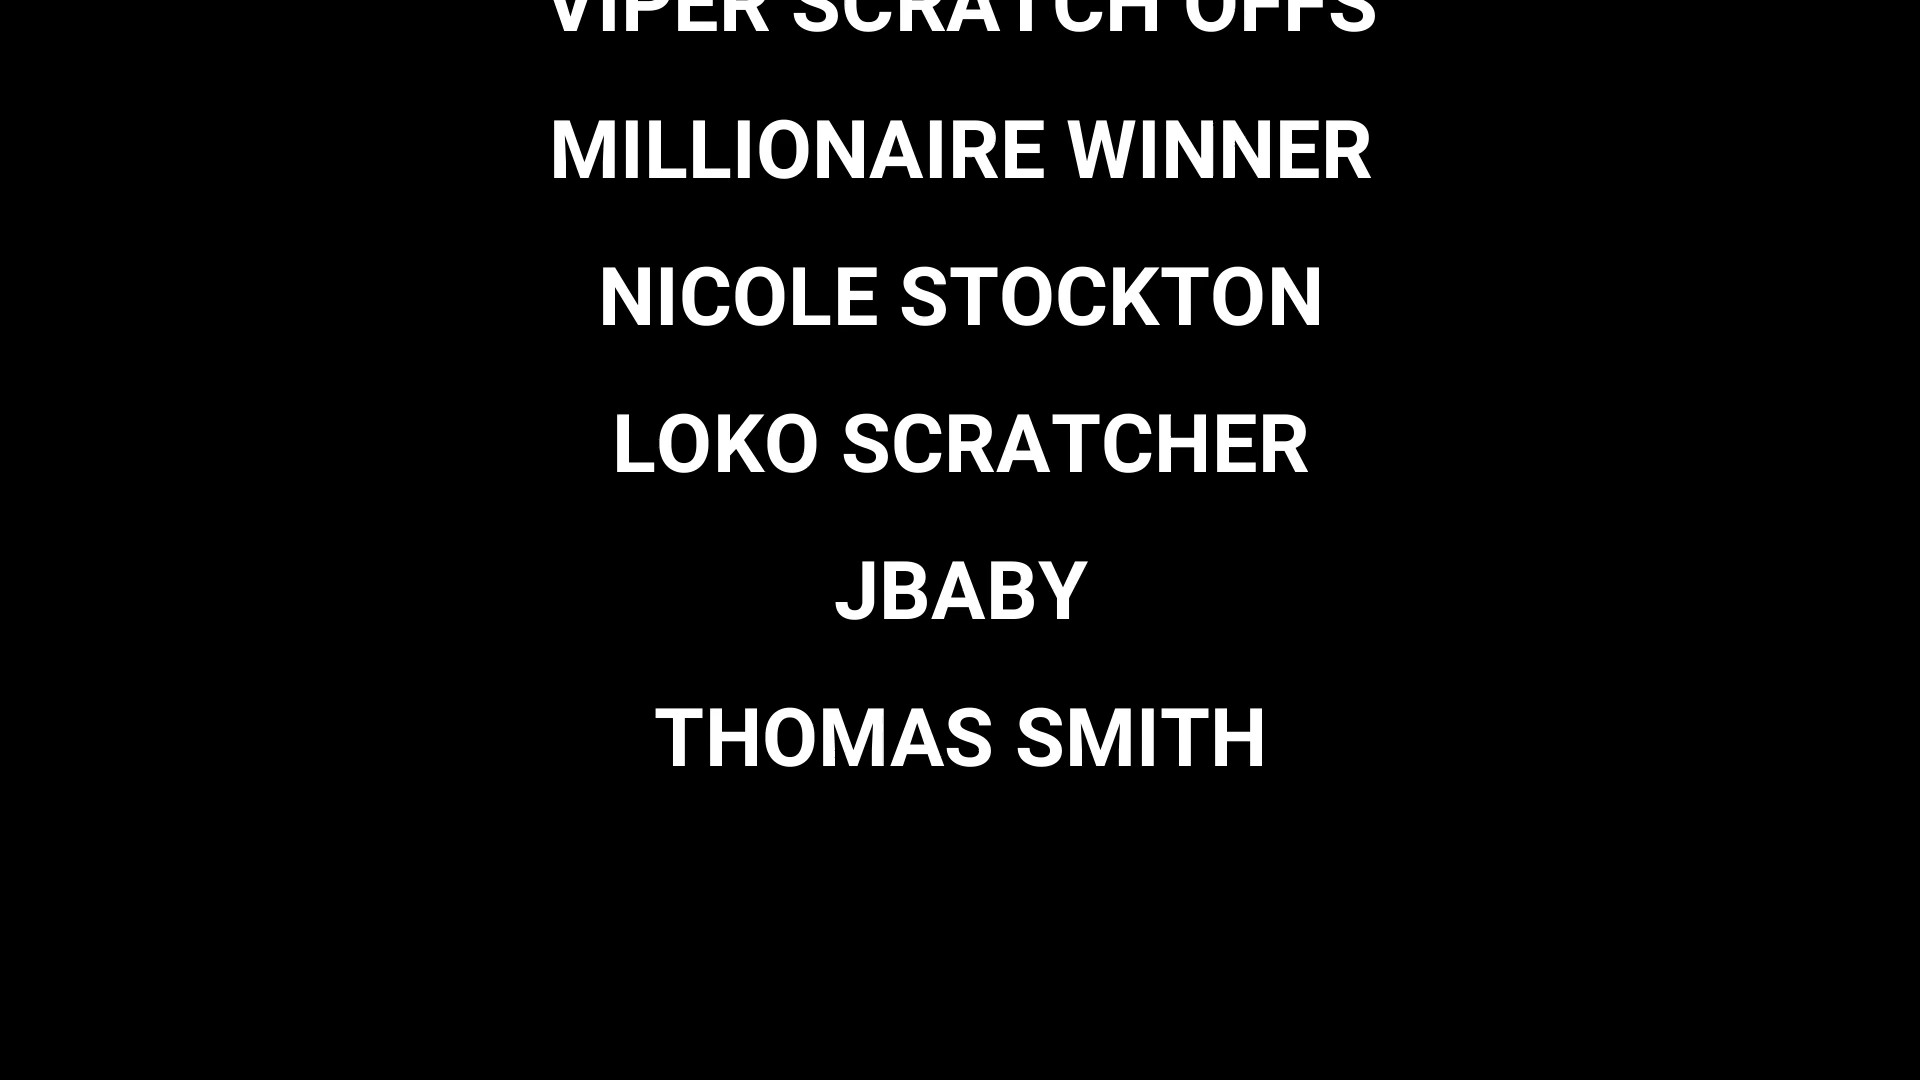 VIPER SCRATCH OFFS
MILLIONAIRE WINNER
NICOLE STOCKTON
LOKO SCRATCHER
JBABY
THOMAS SMITH